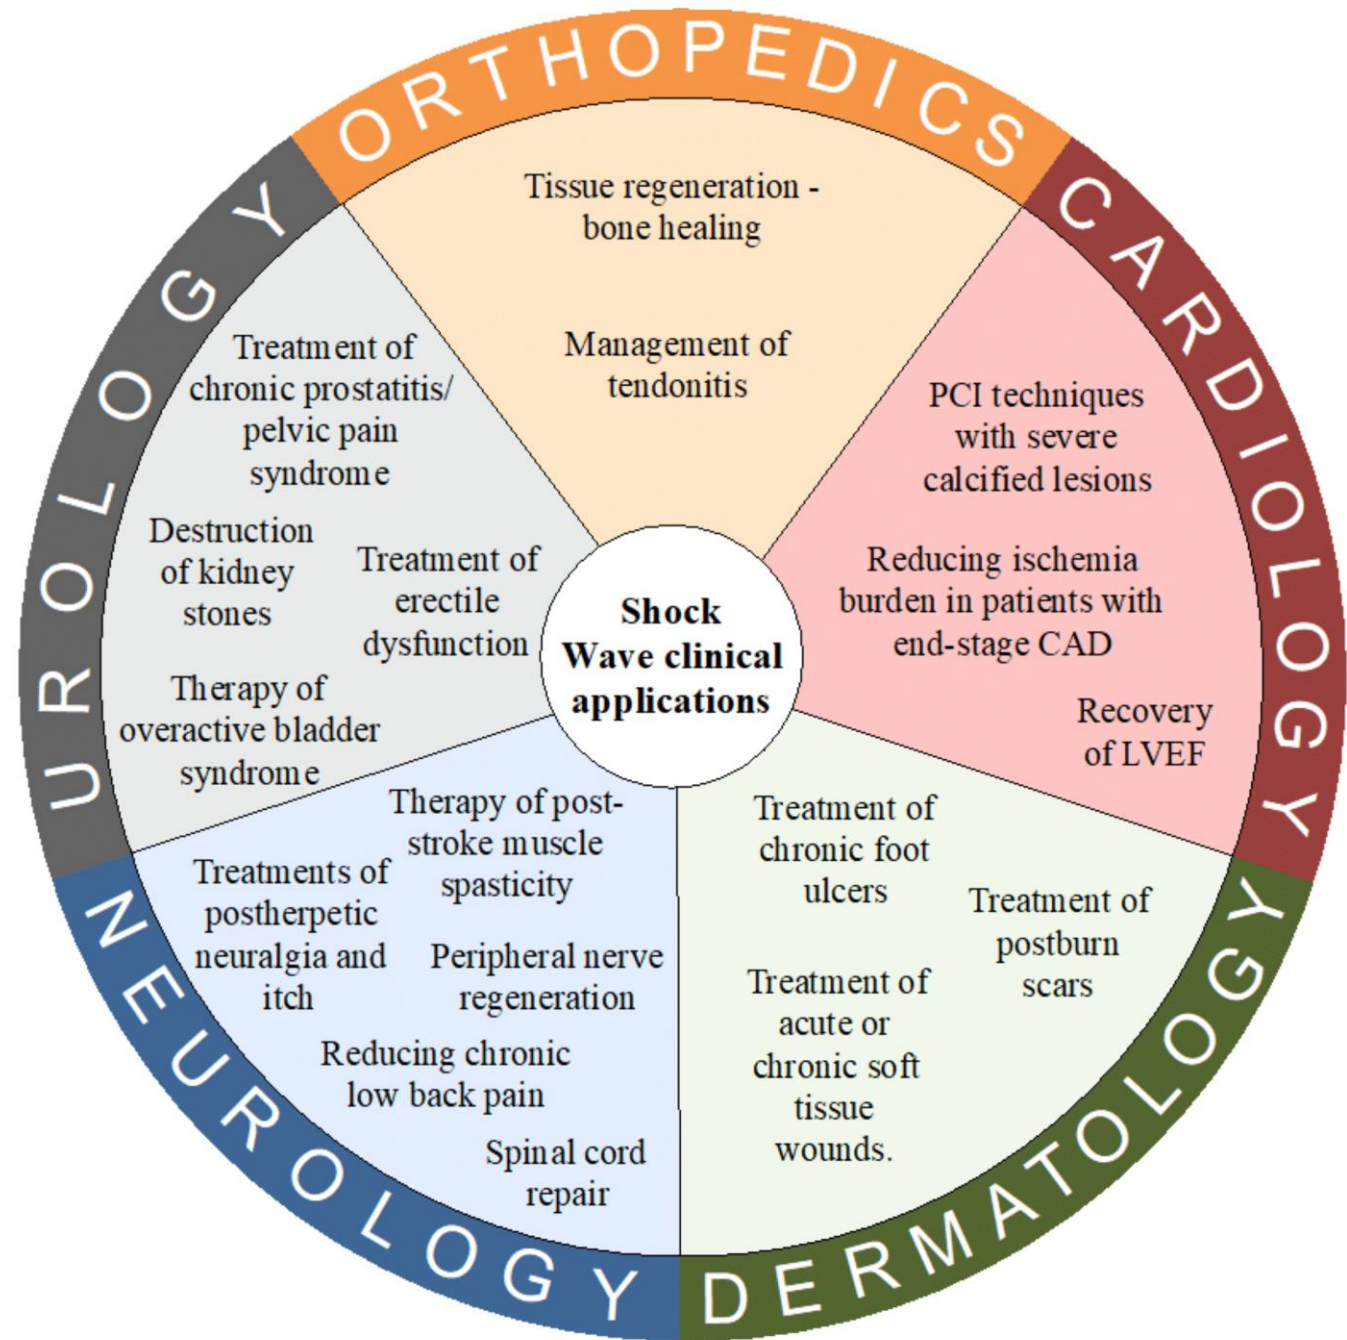 ORTHOPEDICS
Tissue regeneration -
bone healing
Management of
tendonitis
CARDIOLOGY
PCI techniques
with severe
calcified lesions
Reducing ischemia
burden in patients with
end-stage CAD
Recovery
of LVEF
DERMATOLOGY
Treatment of
chronic foot
ulcers
Treatment of
postburn
scars
Treatment of
acute or
chronic soft
tissue
wounds.
NEUROLOGY
Therapy of post-
stroke muscle
spasticity
Treatments of
postherpetic
neuralgia and
itch
Peripheral nerve
regeneration
Reducing chronic
low back pain
Spinal cord
repair
UROLOGY
Treatment of
chronic prostatitis/
pelvic pain
syndrome
Destruction
of kidney
stones
Treatment of
erectile
dysfunction
Therapy of
overactive bladder
syndrome
Shock
Wave clinical
applications